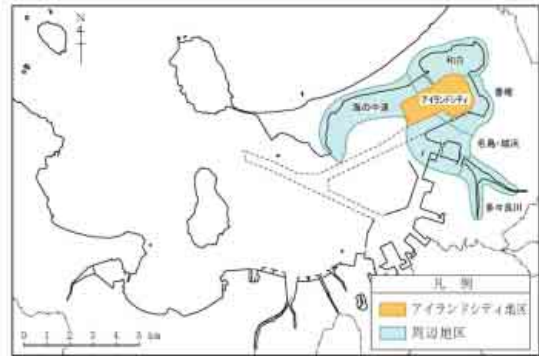 N
和白
香椎
海の中道
アイランドシティ
名島・城浜
多々良川
凡 例
アイランドシティ地区
周辺地区
0 1 2 3 4 5 km